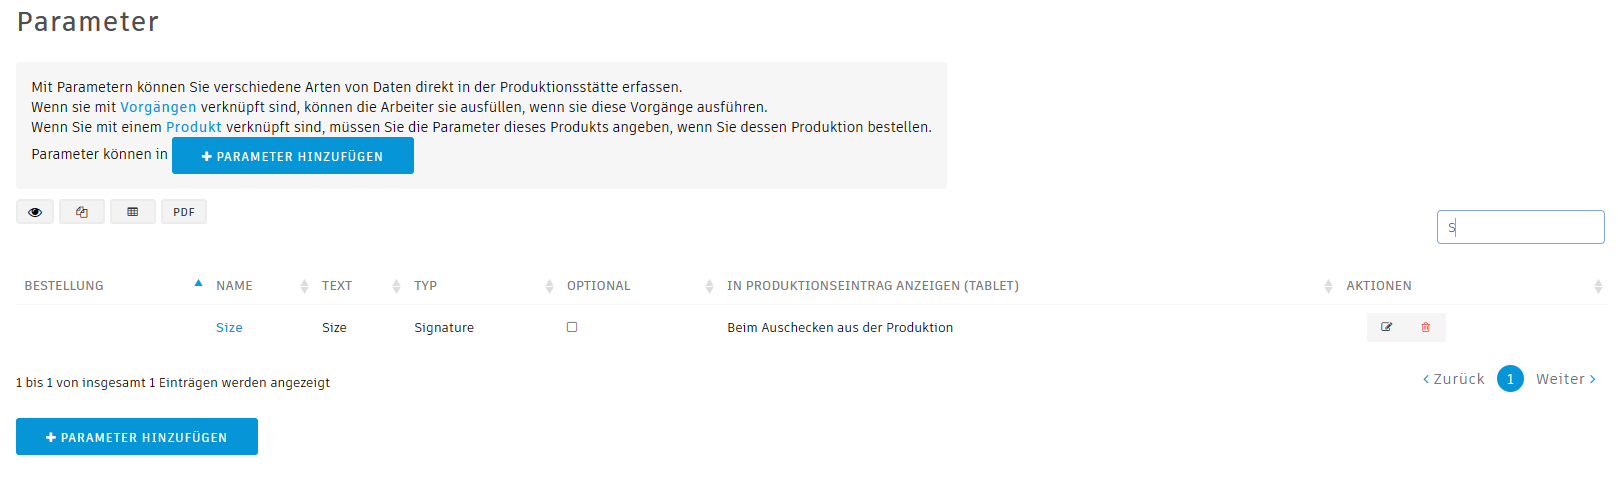 Parameter
Mit Parametern können Sie verschiedene Arten von Daten direkt in der Produktionsstätte erfassen.
Wenn sie mit Vorgängen verknüpft sind, können die Arbeiter sie ausfüllen, wenn sie diese Vorgänge ausführen.
Wenn Sie mit einem Produkt verknüpft sind, müssen Sie die Parameter dieses Produkts angeben, wenn Sie dessen Produktion bestellen.
Parameter können in + PARAMETER HINZUFÜGEN
PDF
S
BESTELLUNG NAME TEXT TYP OPTIONAL IN PRODUKTIONSEINTRAG ANZEIGEN (TABLET) AKTIONEN
Size Size Signature Beim Auschecken aus der Produktion
1 bis 1 von insgesamt 1 Einträgen werden angezeigt
‹ Zurück 1 Weiter ›
+ PARAMETER HINZUFÜGEN